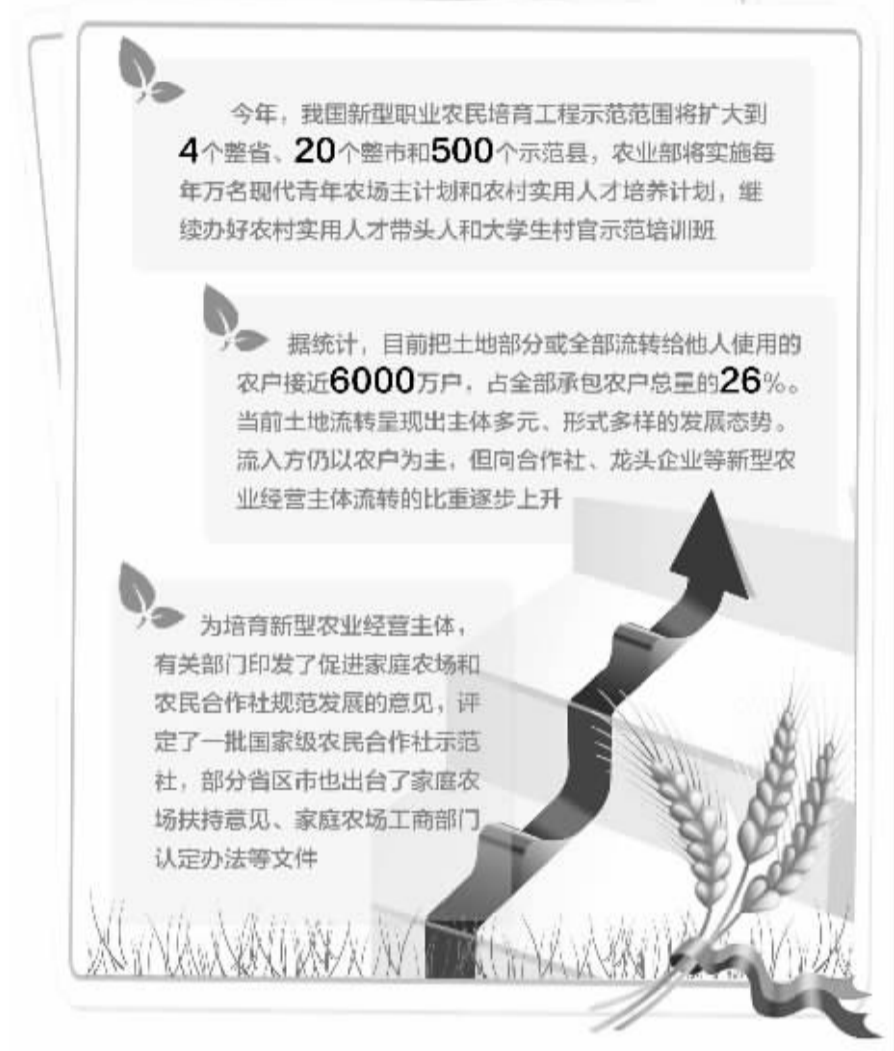 今年，我国新型职业农民培育工程示范范围将扩大到
4个整省、20个整市和500个示范县，农业部将实施每
年万名现代青年农场主计划和农村实用人才培养计划，继
续办好农村实用人才带头人和大学生村官示范培训班
据统计，目前把土地部分或全部流转给他人使用的
农户接近6000万户，占全部承包农户总量的26%。
当前土地流转呈现出主体多元、形式多样的发展态势。
流入方仍以农户为主，但向合作社、龙头企业等新型农
业经营主体流转的比重逐步上升
为培育新型农业经营主体，
有关部门印发了促进家庭农场和
农民合作社规范发展的意见，评
定了一批国家级农民合作社示范
社，部分省区市也出台了家庭农
场扶持意见、家庭农场工商部门
认定办法等文件